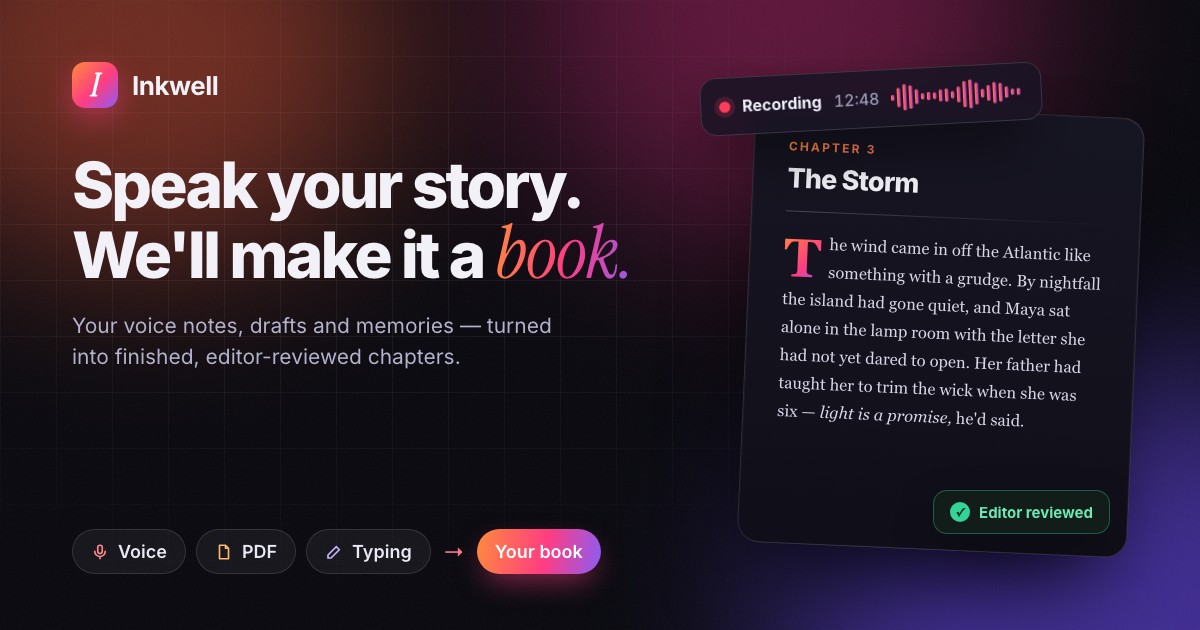 I
Inkwell
Speak your story.
We'll make it a book.
Your voice notes, drafts and memories — turned
into finished, editor-reviewed chapters.
Voice
PDF
Typing
→
Your book
Recording 12:48
CHAPTER 3
The Storm
The wind came in off the Atlantic like
something with a grudge. By nightfall
the island had gone quiet, and Maya sat
alone in the lamp room with the letter she
had not yet dared to open. Her father had
taught her to trim the wick when she was
six — light is a promise, he'd said.
Editor reviewed